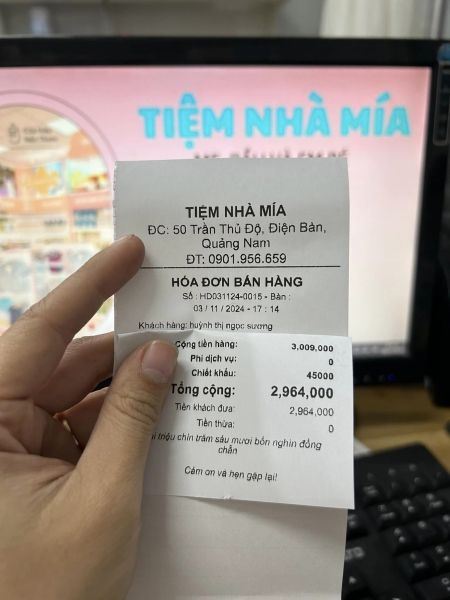 TIỆM NHÀ MÍA
TIỆM NHÀ MÍA
ĐC: 50 Trần Thủ Độ, Điện Bàn,
Quảng Nam
ĐT: 0901.956.659
HÓA ĐƠN BÁN HÀNG
Số : HD031124-0015 - Bàn :
03 / 11 / 2024 - 17 : 14
Khách hàng: huỳnh thị ngọc sương
Cộng tiền hàng: 3,009,000
Phí dịch vụ: 0
Chiết khấu: 45000
Tổng cộng: 2,964,000
Tiền khách đưa: 2,964,000
Tiền thừa: 0
triệu chín trăm sáu mươi bốn nghìn đồng
chẵn
Cảm ơn và hẹn gặp lại!